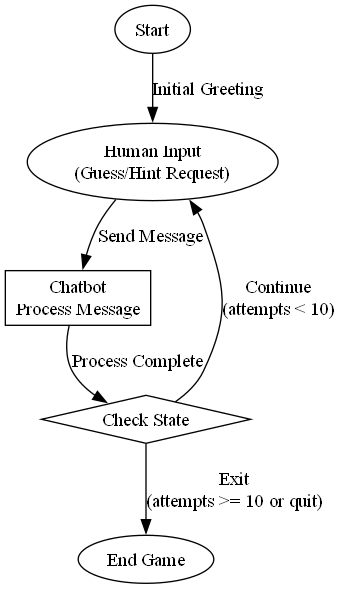 Start
Initial Greeting
Human Input
(Guess/Hint Request)
Send Message
Chatbot
Process Message
Continue
(attempts < 10)
Process Complete
Check State
Exit
(attempts >= 10 or quit)
End Game